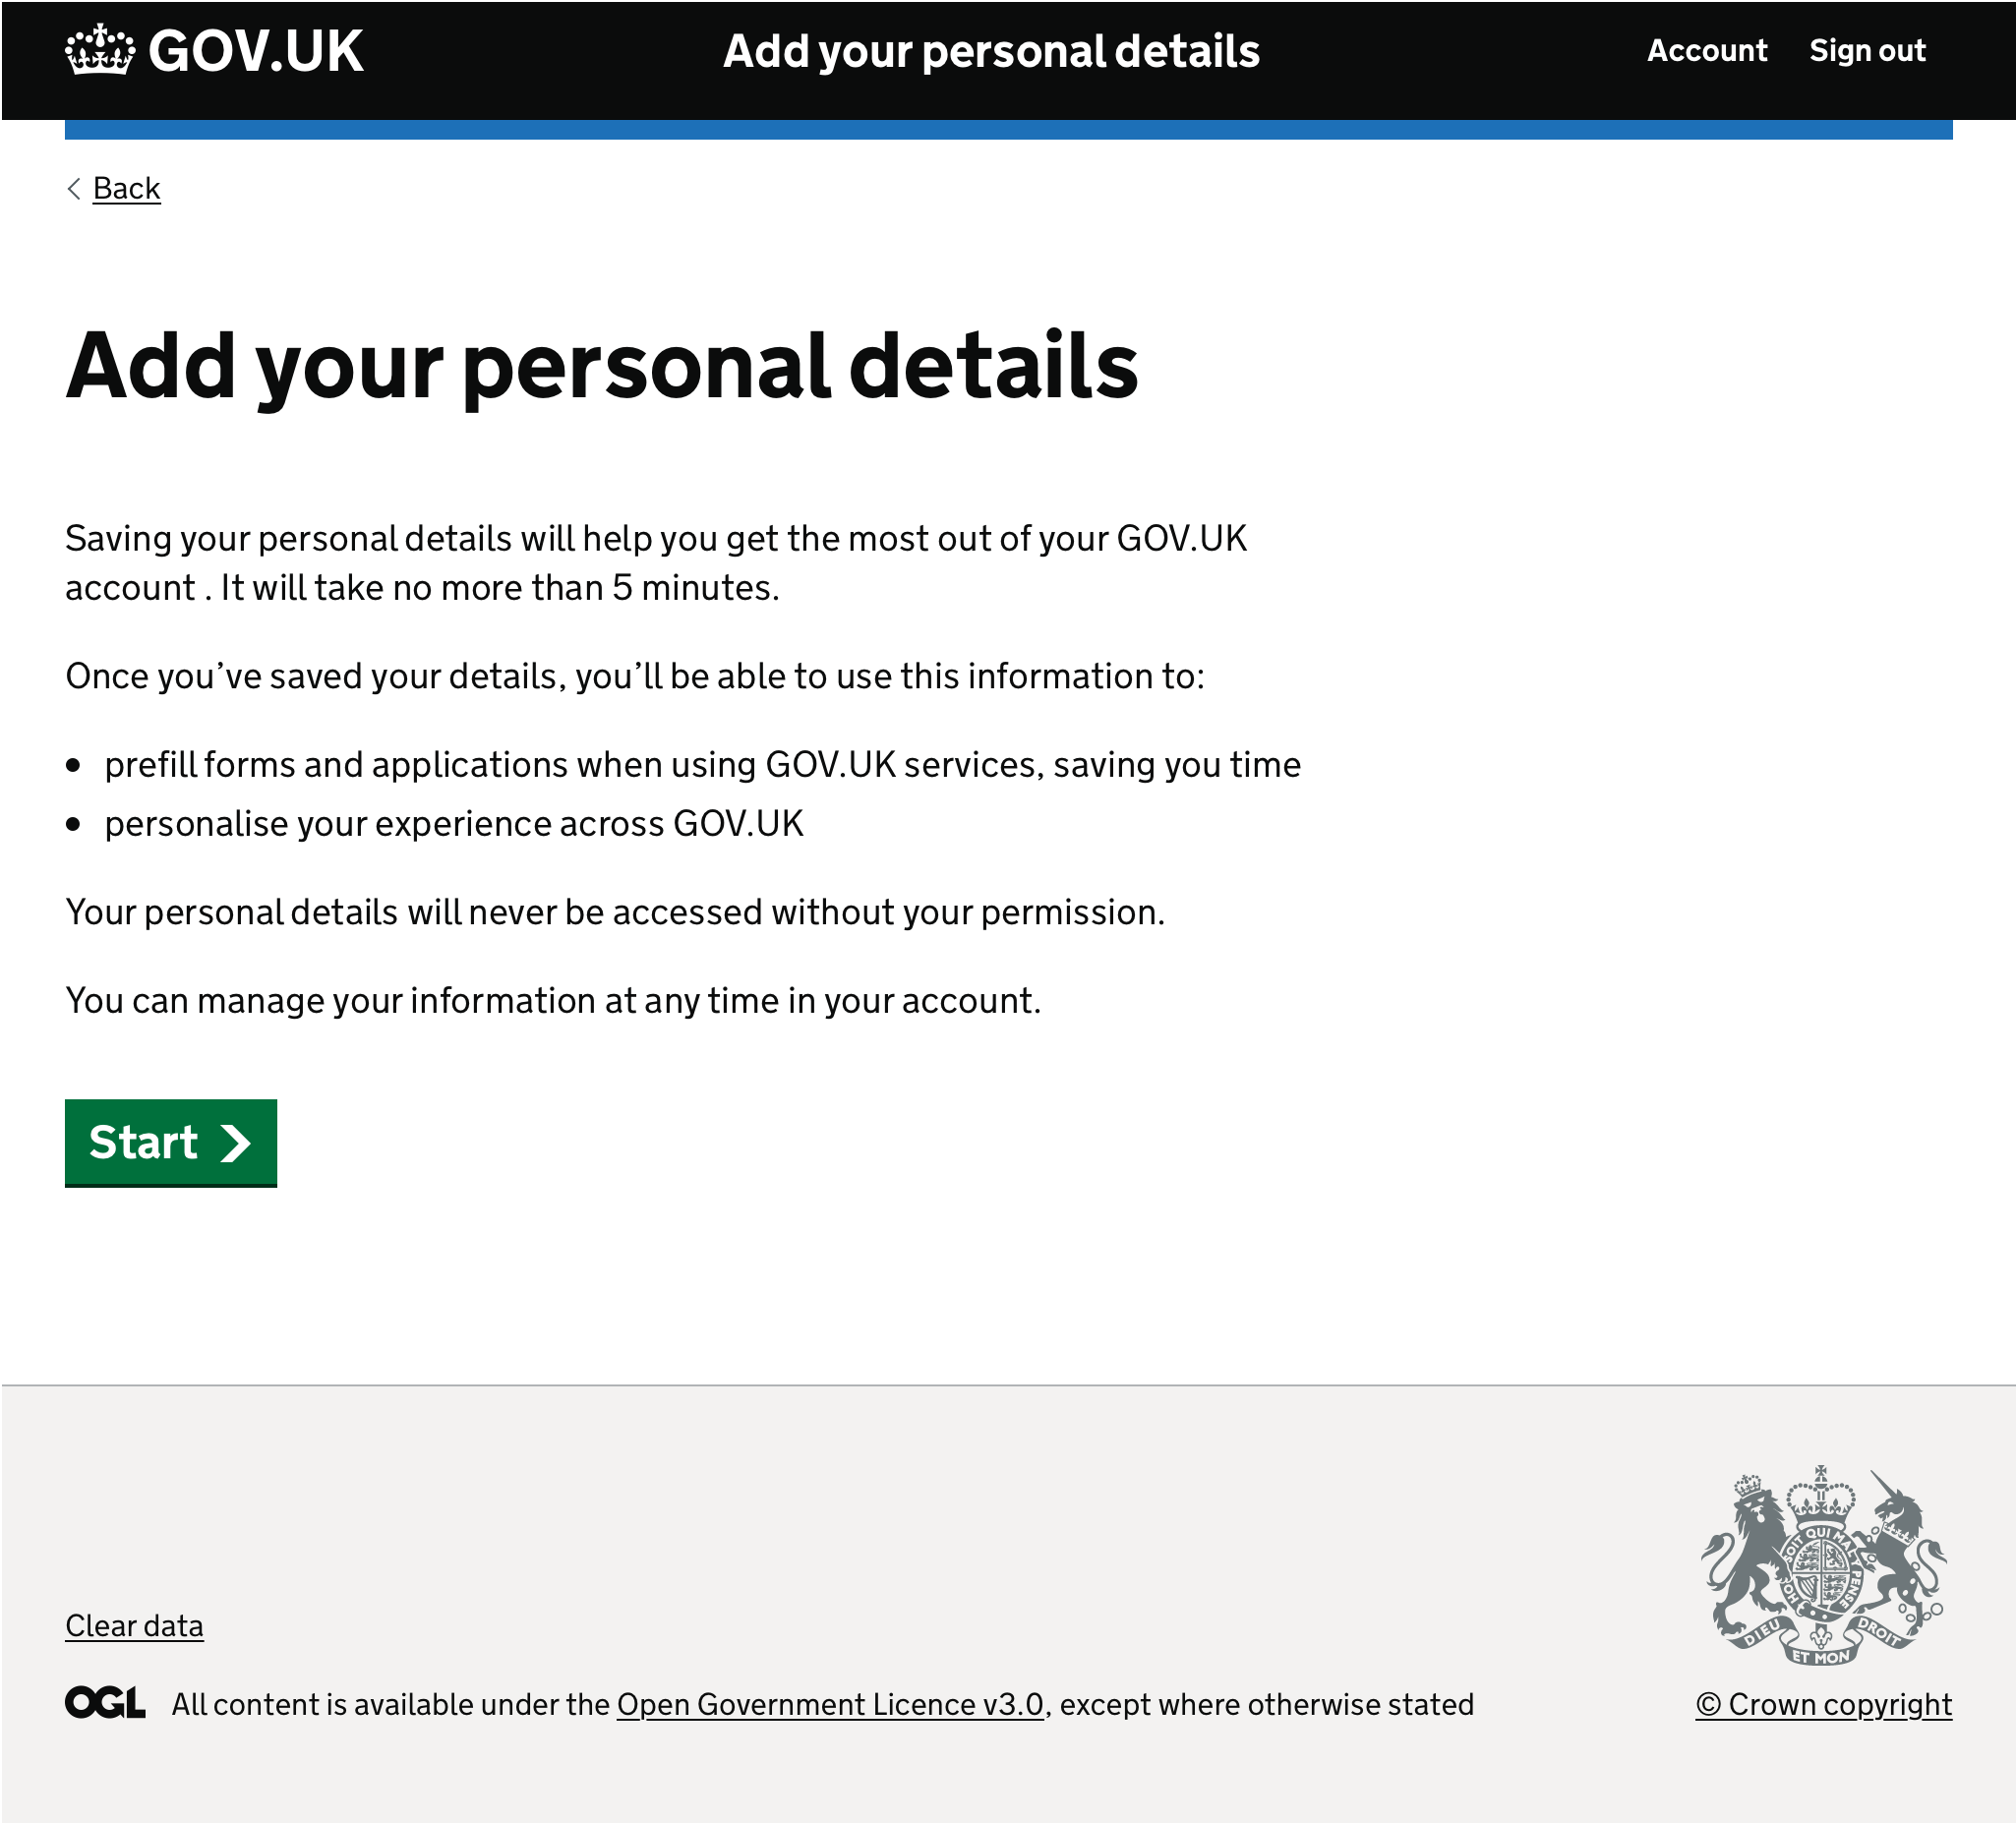 GOV.UK
Add your personal details
Account
Sign out
Back
Add your personal details
Saving your personal details will help you get the most out of your GOV.UK
account . It will take no more than 5 minutes.
Once you’ve saved your details, you’ll be able to use this information to:
prefill forms and applications when using GOV.UK services, saving you time
personalise your experience across GOV.UK
Your personal details will never be accessed without your permission.
You can manage your information at any time in your account.
Start
SOIT QUI MAL
PENSE
DIEU
ET MON
DROIT
Clear data
OGL All content is available under the Open Government Licence v3.0, except where otherwise stated
© Crown copyright